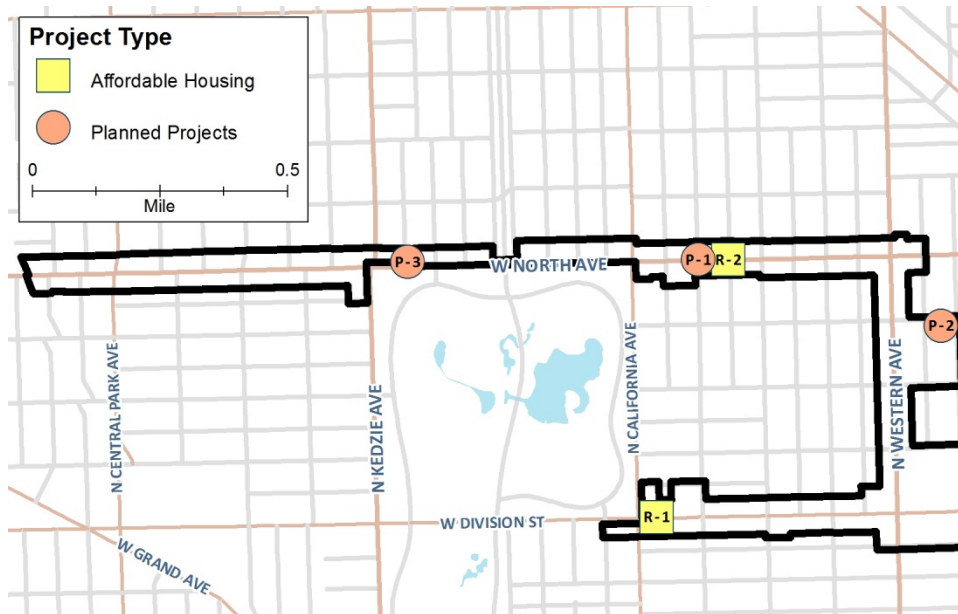 Project Type
Affordable Housing
Planned Projects
0 0.5
Mile
P-3
W NORTH AVE
P-1
R-2
P-2
N CENTRAL PARK AVE
N KEDZIE AVE
N CALIFORNIA AVE
N WESTERN AVE
W DIVISION ST
R-1
W GRAND AVE